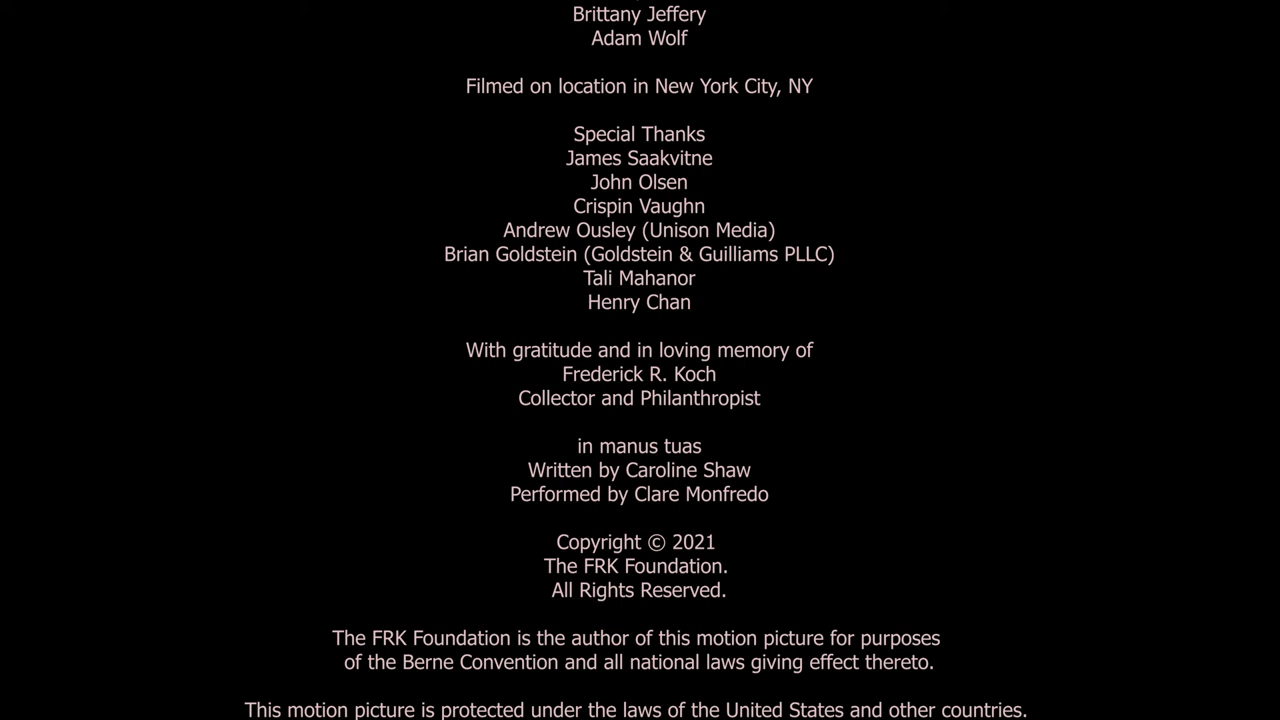 Brittany Jeffery
Adam Wolf
Filmed on location in New York City, NY
Special Thanks
James Saakvitne
John Olsen
Crispin Vaughn
Andrew Ousley (Unison Media)
Brian Goldstein (Goldstein & Guilliams PLLC)
Tali Mahanor
Henry Chan
With gratitude and in loving memory of
Frederick R. Koch
Collector and Philanthropist
in manus tuas
Written by Caroline Shaw
Performed by Clare Monfredo
Copyright © 2021
The FRK Foundation.
All Rights Reserved.
The FRK Foundation is the author of this motion picture for purposes
of the Berne Convention and all national laws giving effect thereto.
This motion picture is protected under the laws of the United States and other countries.